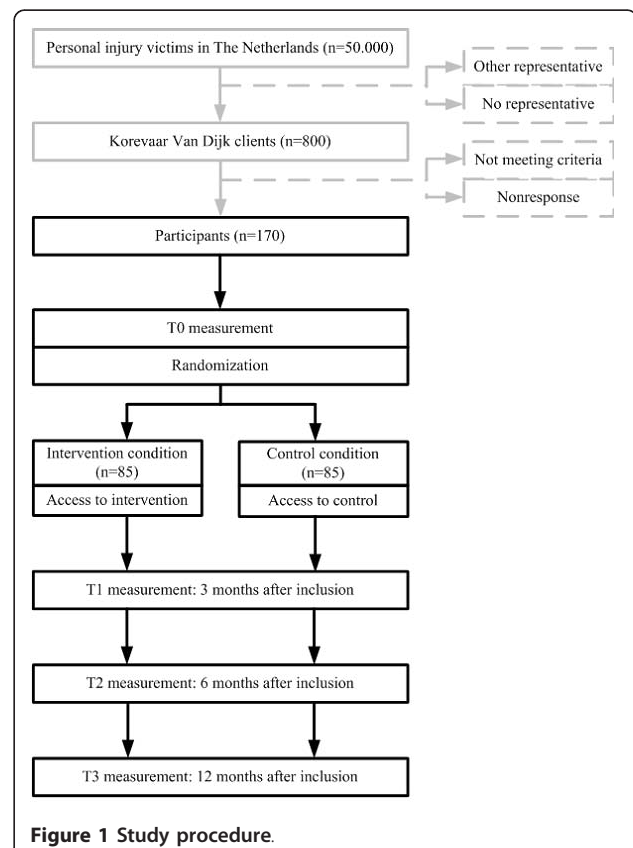 Personal injury victims in The Netherlands (n=50.000)
Other representative
No representative
Korevaar Van Dijk clients (n=800)
Not meeting criteria
Nonresponse
Participants (n=170)
T0 measurement
Randomization
Intervention condition
(n=85)
Access to intervention
Control condition
(n=85)
Access to control
T1 measurement: 3 months after inclusion
T2 measurement: 6 months after inclusion
T3 measurement: 12 months after inclusion
Figure 1 Study procedure.